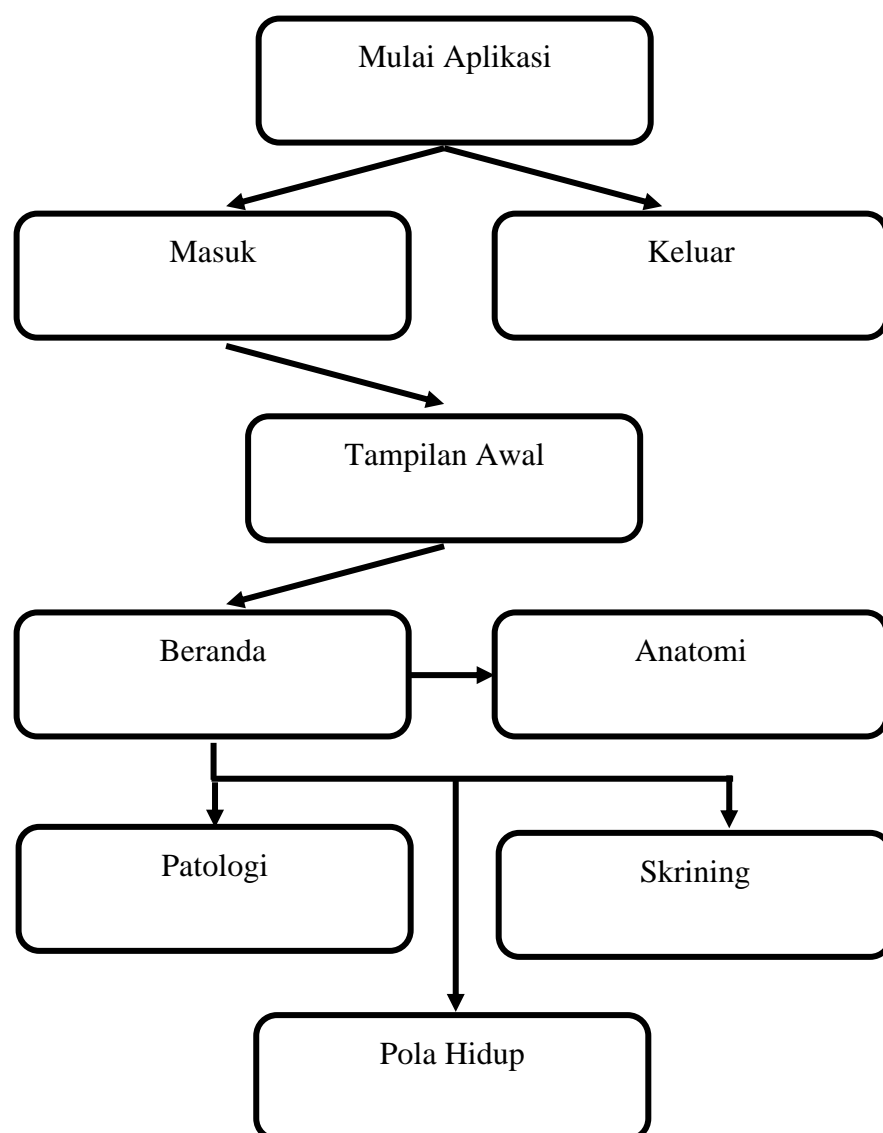 Mulai Aplikasi
Masuk
Keluar
Tampilan Awal
Beranda
Anatomi
Patologi
Skrining
Pola Hidup